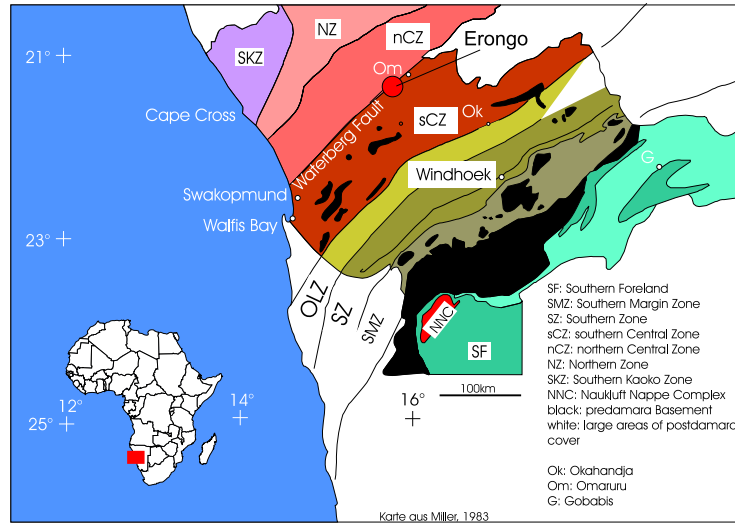 NZ
nCZ
Erongo
SKZ
21°
Om
Cape Cross
Waterberg Fault
sCZ
Ok
G
Windhoek
Swakopmund
Walfis Bay
23°
OLZ
SZ
SMZ
NNC
SF
SF: Southern Foreland
SMZ: Southern Margin Zone
SZ: Southern Zone
sCZ: southern Central Zone
nCZ: northern Central Zone
NZ: Northern Zone
SKZ: Southern Kaoko Zone
NNC: Naukluft Nappe Complex
black: predamara Basement
white: large areas of postdamara
cover
100km
12°
14°
16°
25°
Ok: Okahandja
Om: Omaruru
G: Gobabis
Karte aus Miller, 1983